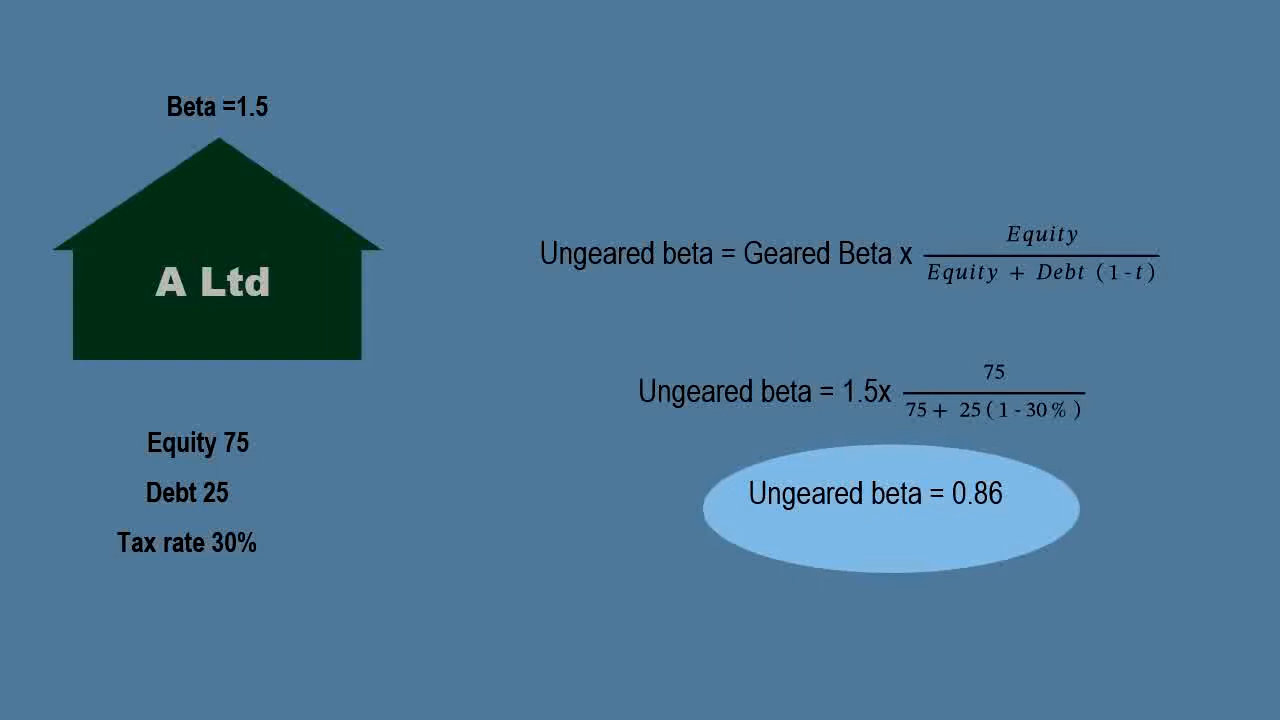 Beta =1.5
A Ltd
Equity 75
Debt 25
Tax rate 30%
Ungeared beta = Geared Beta x Equity / Equity + Debt (1-t)
Ungeared beta = 1.5x 75 / 75+ 25(1-30%)
Ungeared beta = 0.86